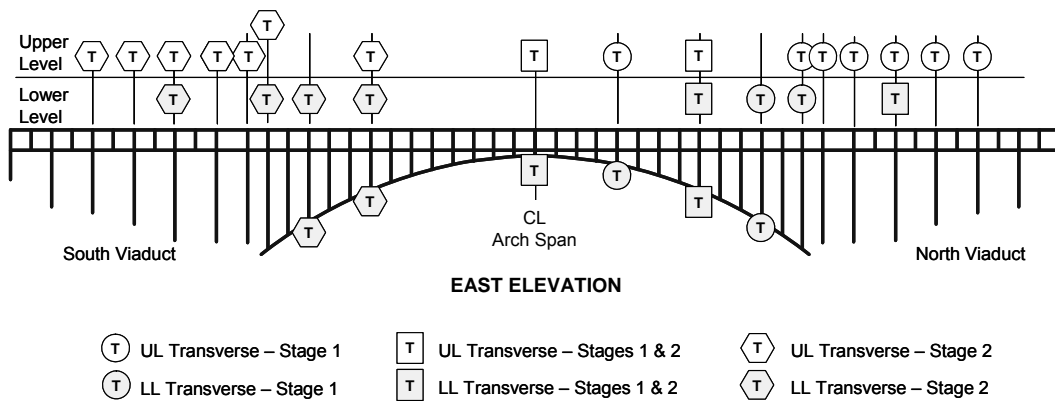 T
Upper Level T T T T T T T T T T T T T T T
Lower Level T T T T T T T T
T T
T T
T T
CL
Arch Span
South Viaduct
North Viaduct
EAST ELEVATION
T UL Transverse – Stage 1
T UL Transverse – Stages 1 & 2
T UL Transverse – Stage 2
T LL Transverse – Stage 1
T LL Transverse – Stages 1 & 2
T LL Transverse – Stage 2